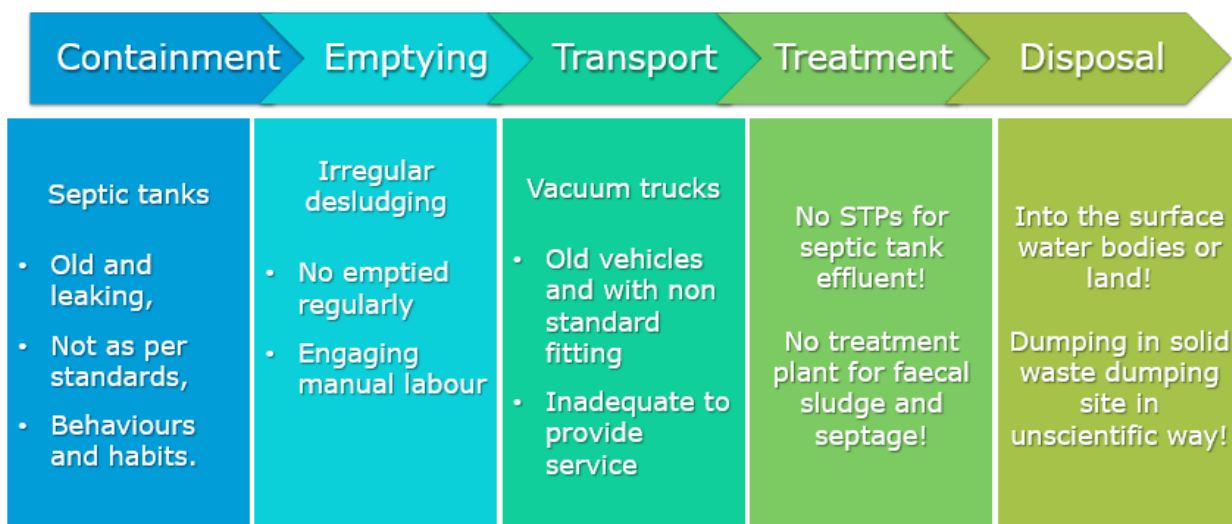 Containment
Emptying
Transport
Treatment
Disposal
Septic tanks
• Old and
leaking,
• Not as per
standards,
• Behaviours
and habits.
Irregular
desludging
• No emptied
regularly
• Engaging
manual labour
Vacuum trucks
• Old vehicles
and with non
standard
fitting
• Inadequate to
provide
service
No STPs for
septic tank
effluent!
No treatment
plant for faecal
sludge and
septage!
Into the surface
water bodies or
land!
Dumping in solid
waste dumping
site in
unscientific way!